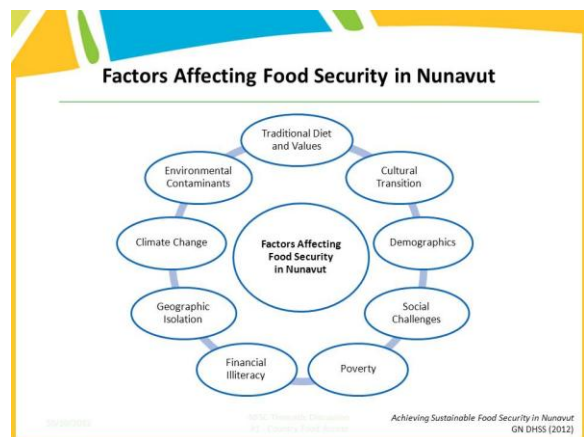 Factors Affecting Food Security in Nunavut
Traditional Diet
and Values
Cultural
Transition
Demographics
Social
Challenges
Poverty
Financial
Illiteracy
Geographic
Isolation
Climate Change
Environmental
Contaminants
Factors Affecting
Food Security
in Nunavut
Achieving Sustainable Food Security in Nunavut
GN DHSS (2012)